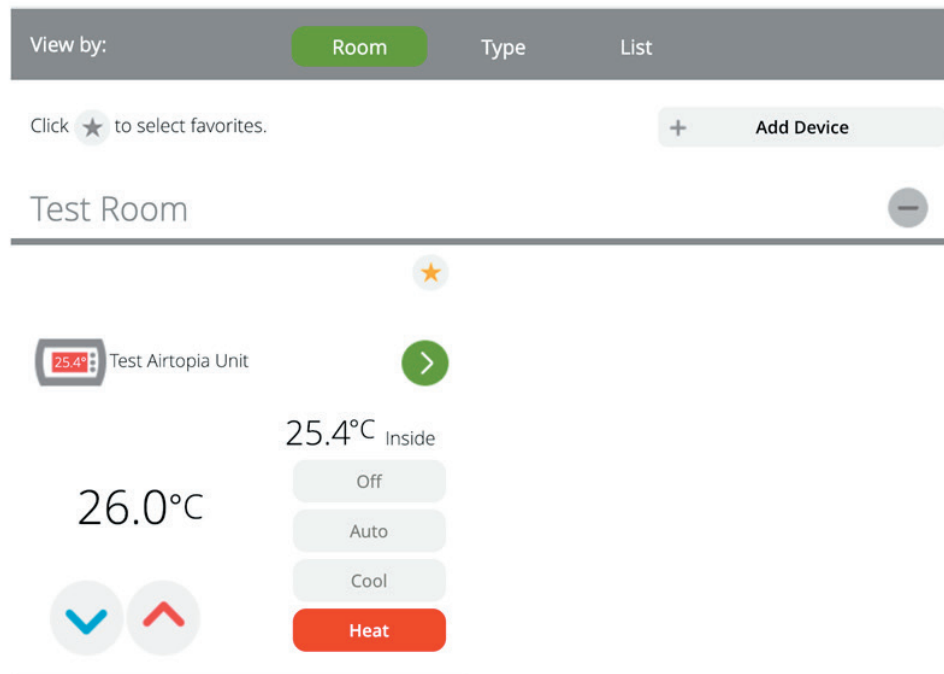 View by: Room Type List
Click ★ to select favorites.
+ Add Device
Test Room
25.4° Test Airtopia Unit
25.4°C Inside
26.0°C
Off
Auto
Cool
Heat